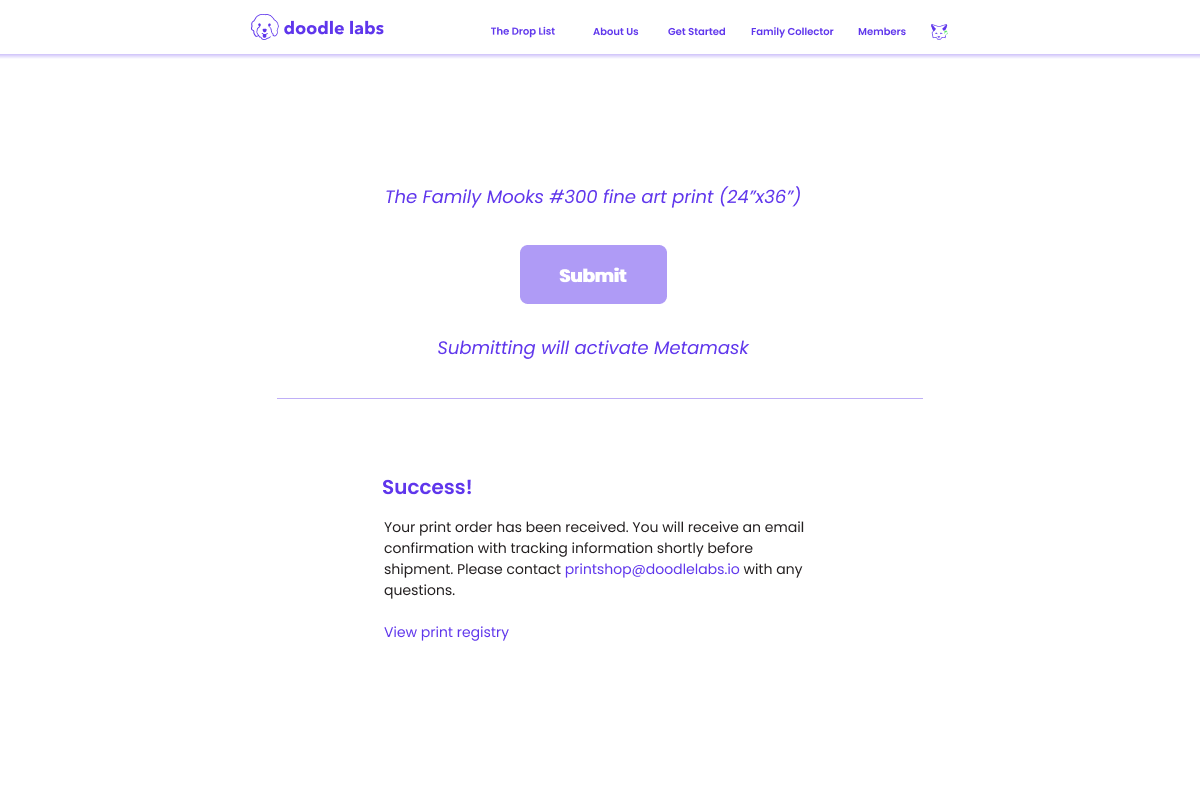 doodle labs
The Drop List
About Us
Get Started
Family Collector
Members
The Family Mooks #300 fine art print (24”x36”)
Submit
Submitting will activate Metamask
Success!
Your print order has been received. You will receive an email
confirmation with tracking information shortly before
shipment. Please contact printshop@doodlelabs.io with any
questions.
View print registry